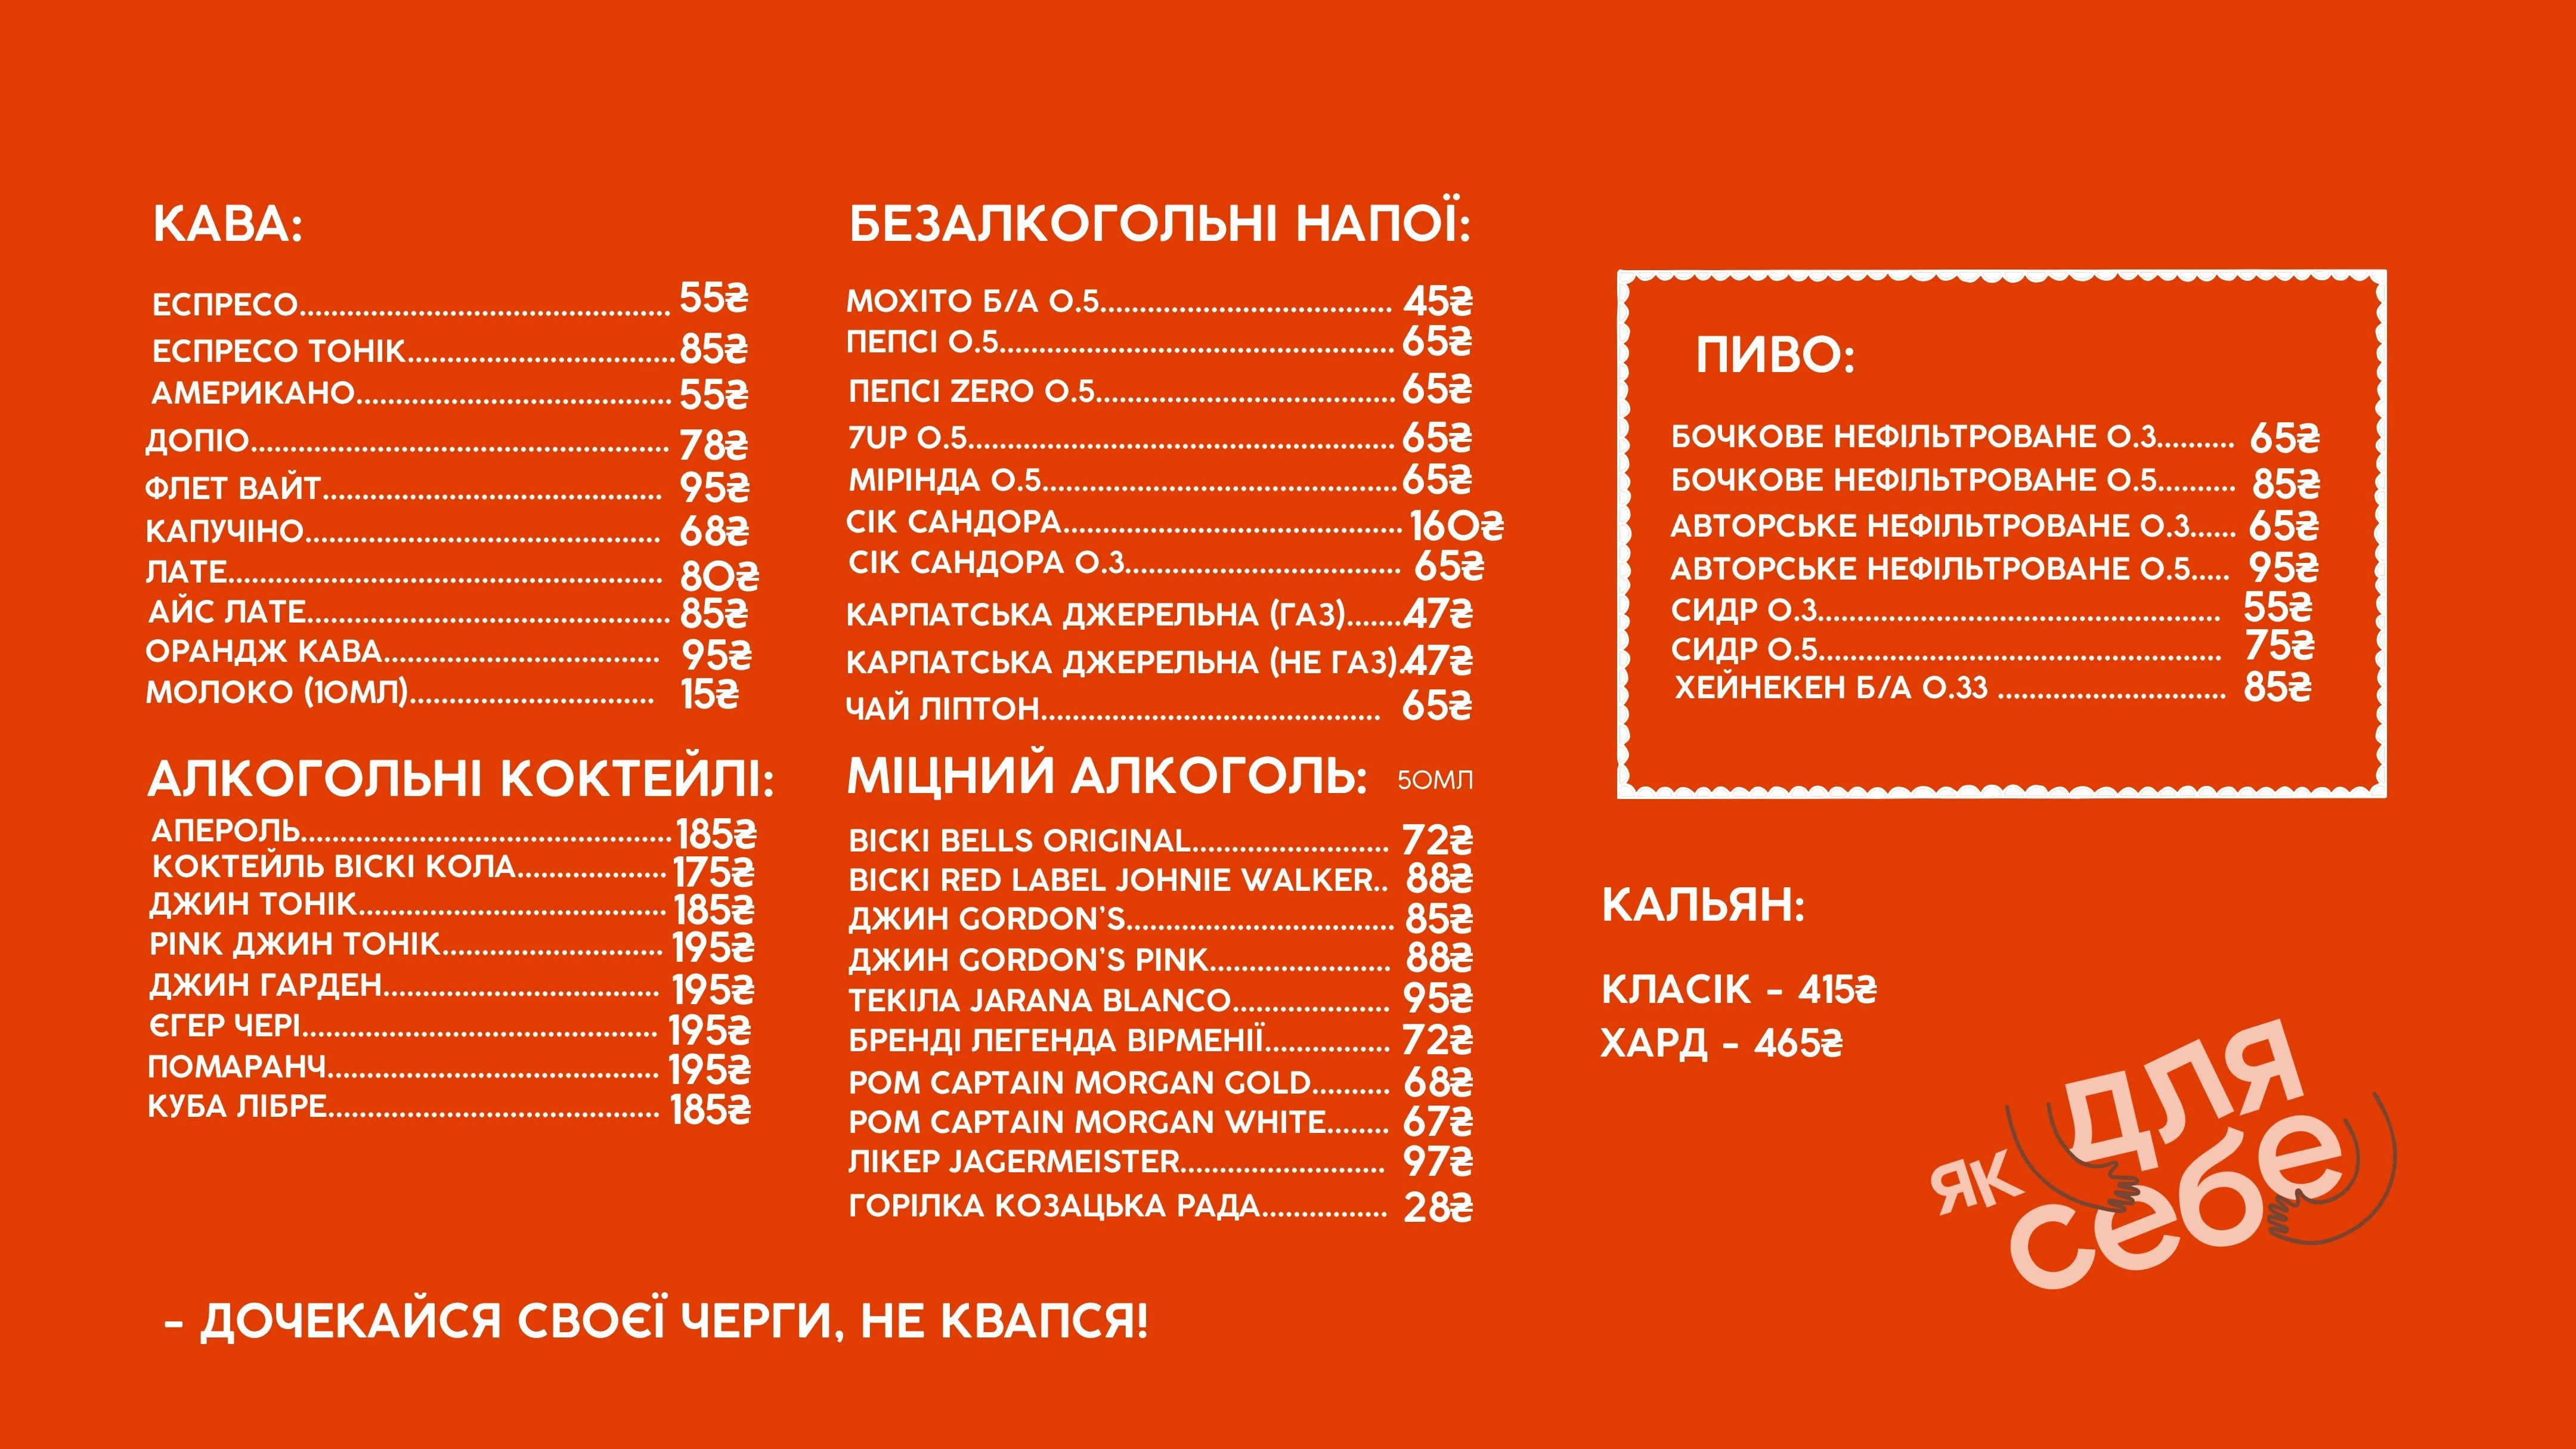 КАВА:
ЕСПРЕСО............................................... 55₴
ЕСПРЕСО ТОНІК.................................. 85₴
АМЕРИКАНО........................................ 55₴
ДОПІО..................................................... 78₴
ФЛЕТ ВАЙТ........................................... 95₴
КАПУЧІНО............................................. 68₴
ЛАТЕ....................................................... 80₴
АЙС ЛАТЕ.............................................. 85₴
ОРАНДЖ КАВА................................... 95₴
МОЛОКО (10МЛ)............................... 15₴
АЛКОГОЛЬНІ КОКТЕЙЛІ:
АПЕРОЛЬ............................................... 185₴
КОКТЕЙЛЬ ВІСКІ КОЛА................... 175₴
ДЖИН ТОНІК....................................... 185₴
PINK ДЖИН ТОНІК............................ 195₴
ДЖИН ГАРДЕН................................... 195₴
ЄГЕР ЧЕРІ............................................. 195₴
ПОМАРАНЧ.......................................... 195₴
КУБА ЛІБРЕ.......................................... 185₴
БЕЗАЛКОГОЛЬНІ НАПОЇ:
МОХІТО Б/А 0.5..................................... 45₴
ПЕПСІ 0.5.................................................. 65₴
ПЕПСІ ZERO 0.5...................................... 65₴
7UP 0.5...................................................... 65₴
МІРІНДА 0.5............................................. 65₴
СІК САНДОРА........................................... 160₴
СІК САНДОРА 0.3................................... 65₴
КАРПАТСЬКА ДЖЕРЕЛЬНА (ГАЗ)........ 47₴
КАРПАТСЬКА ДЖЕРЕЛЬНА (НЕ ГАЗ).. 47₴
ЧАЙ ЛІПТОН........................................... 65₴
МІЦНИЙ АЛКОГОЛЬ: 50МЛ
ВІСКІ BELLS ORIGINAL......................... 72₴
ВІСКІ RED LABEL JOHNIE WALKER.. 88₴
ДЖИН GORDON'S.................................. 85₴
ДЖИН GORDON'S PINK....................... 88₴
ТЕКІЛА JARANA BLANCO.................... 95₴
БРЕНДІ ЛЕГЕНДА ВІРМЕНІЇ................ 72₴
РОМ CAPTAIN MORGAN GOLD.......... 68₴
РОМ CAPTAIN MORGAN WHITE........ 67₴
ЛІКЕР JAGERMEISTER.......................... 97₴
ГОРІЛКА КОЗАЦЬКА РАДА................ 28₴
ПИВО:
БОЧКОВЕ НЕФІЛЬТРОВАНЕ 0.3.......... 65₴
БОЧКОВЕ НЕФІЛЬТРОВАНЕ 0.5.......... 85₴
АВТОРСЬКЕ НЕФІЛЬТРОВАНЕ 0.3...... 65₴
АВТОРСЬКЕ НЕФІЛЬТРОВАНЕ 0.5..... 95₴
СИДР 0.3................................................... 55₴
СИДР 0.5................................................... 75₴
ХЕЙНЕКЕН Б/А 0.33 ............................. 85₴
КАЛЬЯН:
КЛАСІК - 415₴
ХАРД - 465₴
як для
себе
- ДОЧЕКАЙСЯ СВОЄЇ ЧЕРГИ, НЕ КВАПСЯ!